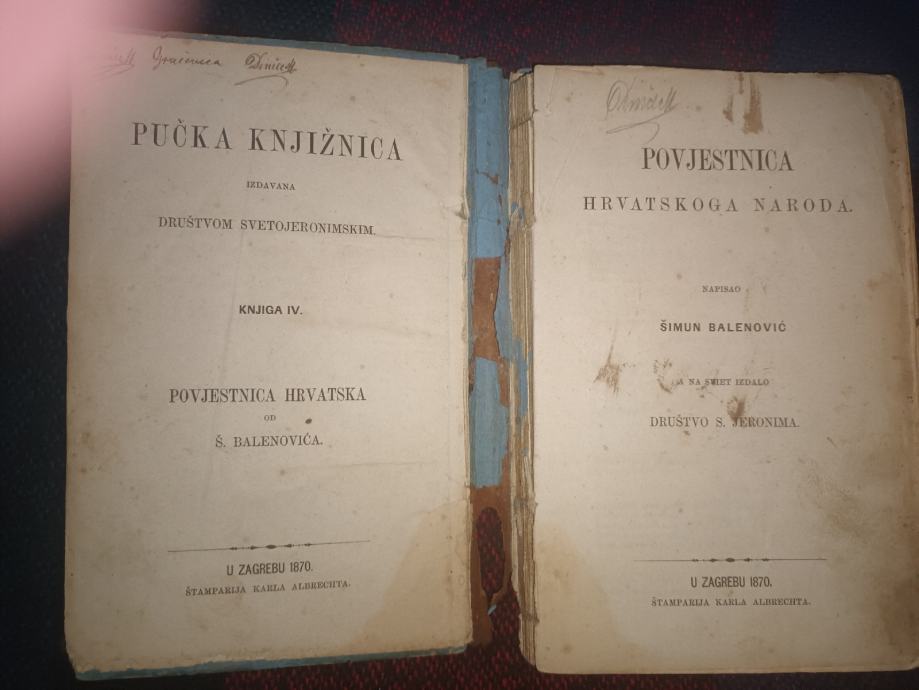 PUČKA KNJIŽNICA
IZDAVANA
DRUŠTVOM SVETOJERONIMSKIM.
KNJIGA IV.
POVJESTNICA HRVATSKA
OD
Š. BALENOVIĆA.
U ZAGREBU 1870.
ŠTAMPARIJA KARLA ALBRECHTA.
POVJESTNICA
HRVATSKOGA NARODA.
NAPISAO
ŠIMUN BALENOVIĆ
A NA SVIET IZDALO
DRUŠTVO S. JERONIMA.
U ZAGREBU 1870.
ŠTAMPARIJA KARLA ALBRECHTA.